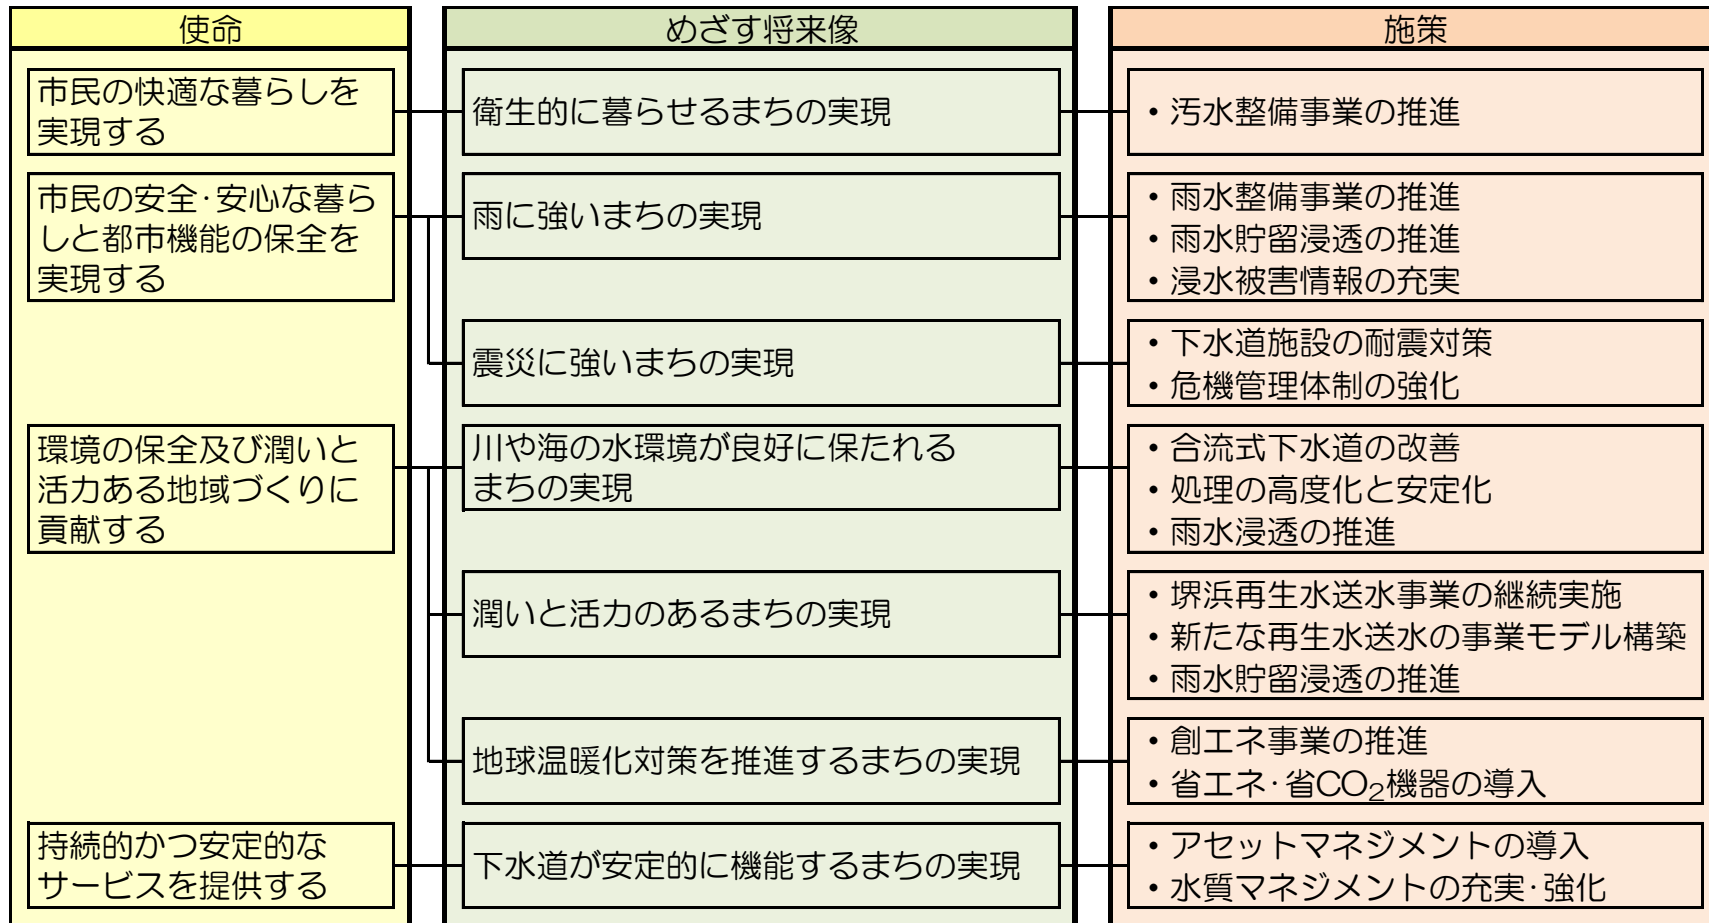 使命
めざす将来像
施策
市民の快適な暮らしを
実現する
衛生的に暮らせるまちの実現
・汚水整備事業の推進
市民の安全･安心な暮ら
しと都市機能の保全を
実現する
雨に強いまちの実現
・雨水整備事業の推進
・雨水貯留浸透の推進
・浸水被害情報の充実
震災に強いまちの実現
・下水道施設の耐震対策
・危機管理体制の強化
環境の保全及び潤いと
活力ある地域づくりに
貢献する
川や海の水環境が良好に保たれる
まちの実現
・合流式下水道の改善
・処理の高度化と安定化
・雨水浸透の推進
潤いと活力のあるまちの実現
・堺浜再生水送水事業の継続実施
・新たな再生水送水の事業モデル構築
・雨水貯留浸透の推進
地球温暖化対策を推進するまちの実現
・創エネ事業の推進
・省エネ･省CO₂機器の導入
持続的かつ安定的な
サービスを提供する
下水道が安定的に機能するまちの実現
・アセットマネジメントの導入
・水質マネジメントの充実･強化